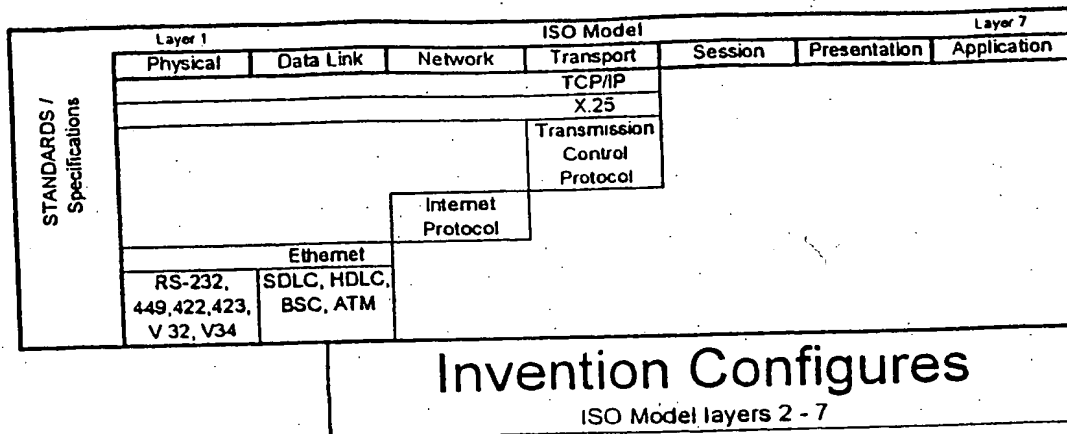 ISO Model
Layer 1
Layer 7
Physical
Data Link
Network
Transport
Session
Presentation
Application
STANDARDS /
Specifications
TCP/IP
X.25
Transmission
Control
Protocol
Internet
Protocol
Ethernet
RS-232,
449,422,423,
V 32, V34
SDLC, HDLC,
BSC, ATM
Invention Configures
ISO Model layers 2 - 7